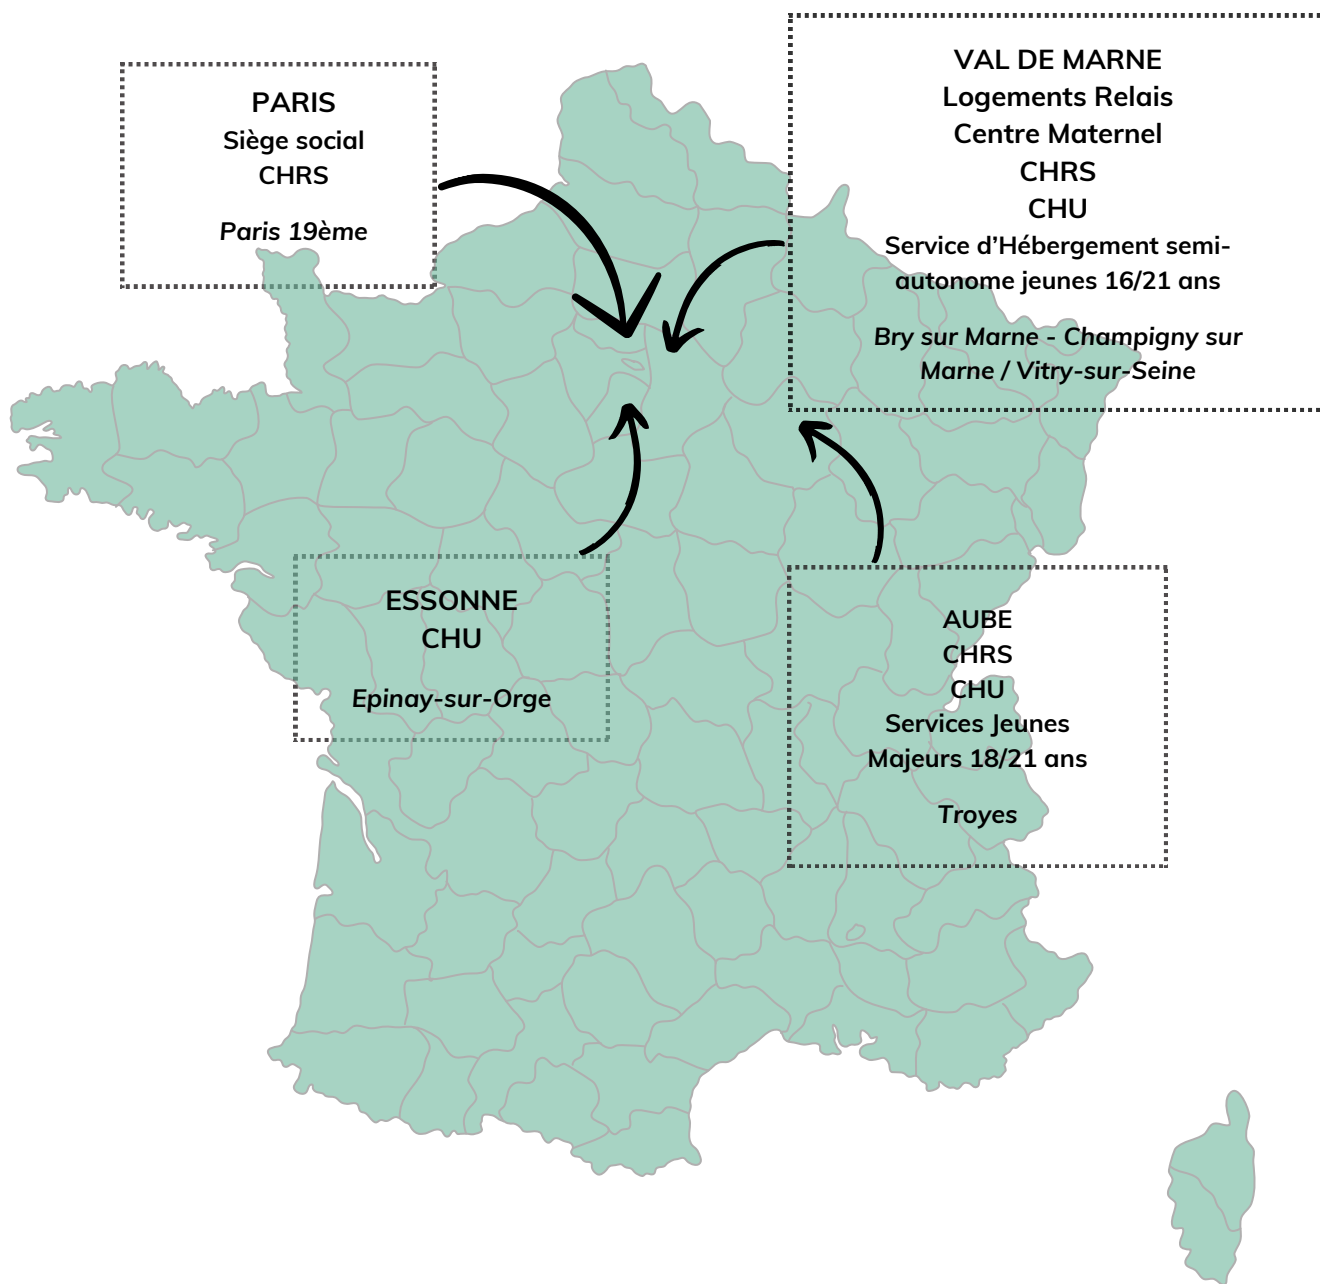 PARIS
Siège social
CHRS
Paris 19ème
VAL DE MARNE
Logements Relais
Centre Maternel
CHRS
CHU
Service d’Hébergement semi-
autonome jeunes 16/21 ans
Bry sur Marne - Champigny sur
Marne / Vitry-sur-Seine
ESSONNE
CHU
Epinay-sur-Orge
AUBE
CHRS
CHU
Services Jeunes
Majeurs 18/21 ans
Troyes